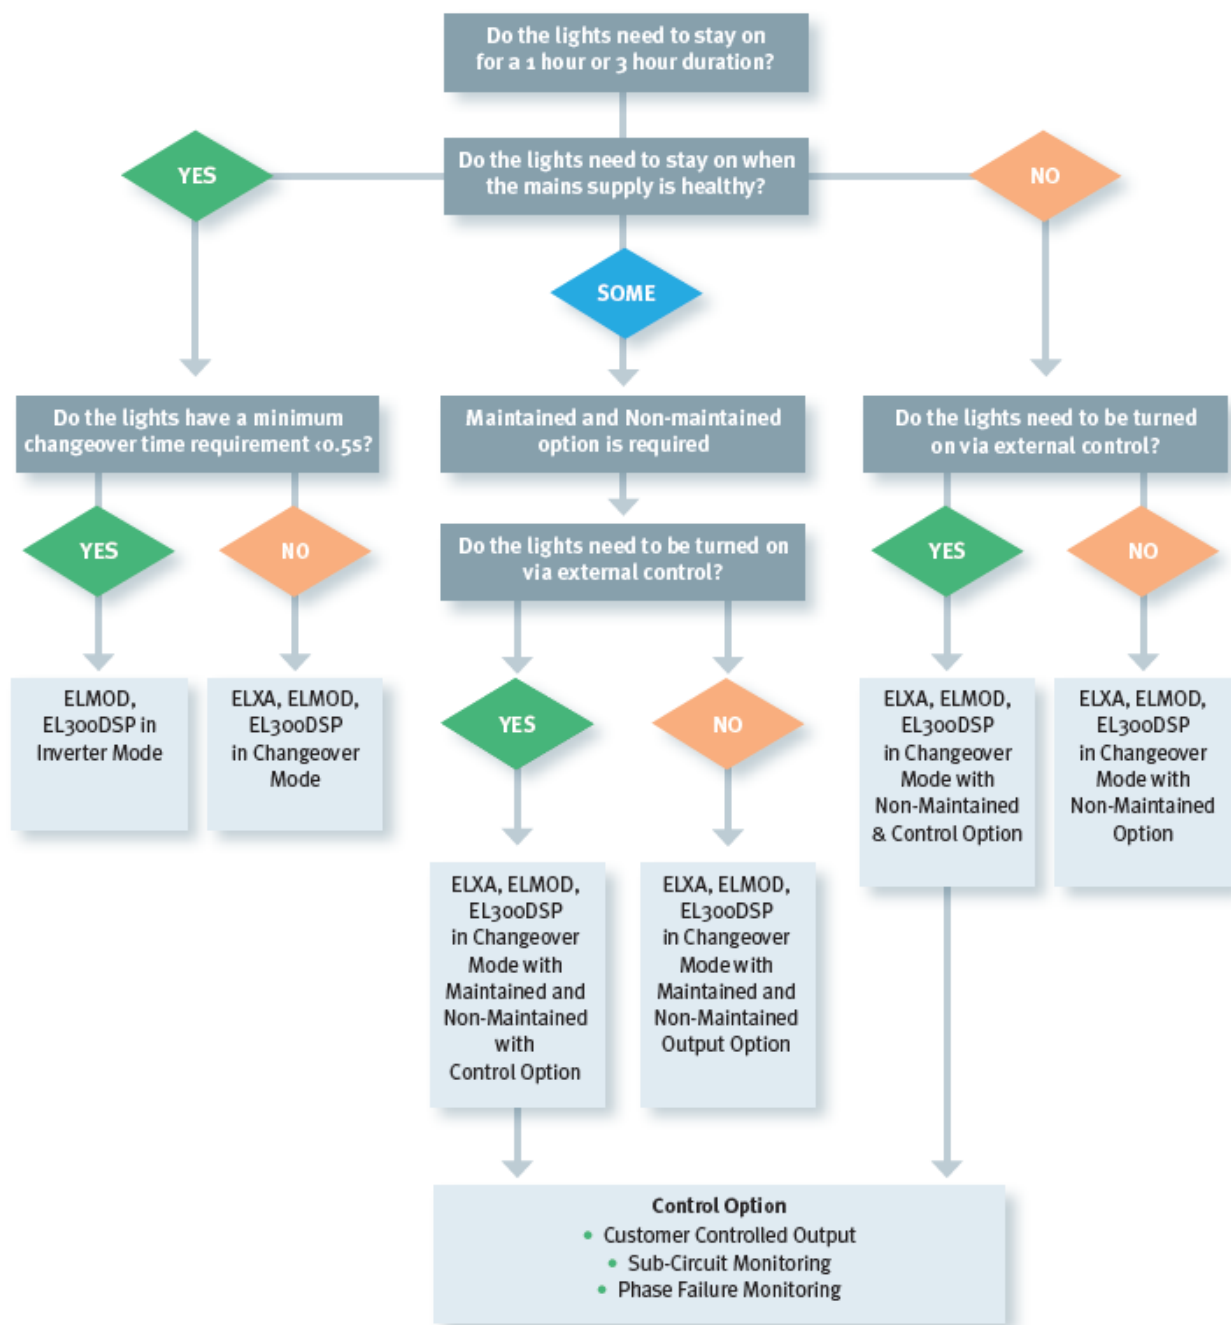 Do the lights need to stay on
for a 1 hour or 3 hour duration?
Do the lights need to stay on when
the mains supply is healthy?
YES
NO
SOME
Do the lights have a minimum
changeover time requirement <0.5s?
Maintained and Non-maintained
option is required
Do the lights need to be turned
on via external control?
YES
NO
Do the lights need to be turned on
via external control?
YES
NO
ELMOD,
EL300DSP in
Inverter Mode
ELXA, ELMOD,
EL300DSP
in Changeover
Mode
YES
NO
ELXA, ELMOD,
EL300DSP
in Changeover
Mode with
Non-Maintained
& Control Option
ELXA, ELMOD,
EL300DSP
in Changeover
Mode with
Non-Maintained
Option
ELXA, ELMOD,
EL300DSP
in Changeover
Mode with
Maintained and
Non-Maintained
with
Control Option
ELXA, ELMOD,
EL300DSP
in Changeover
Mode with
Maintained and
Non-Maintained
Output Option
Control Option
• Customer Controlled Output
• Sub-Circuit Monitoring
• Phase Failure Monitoring